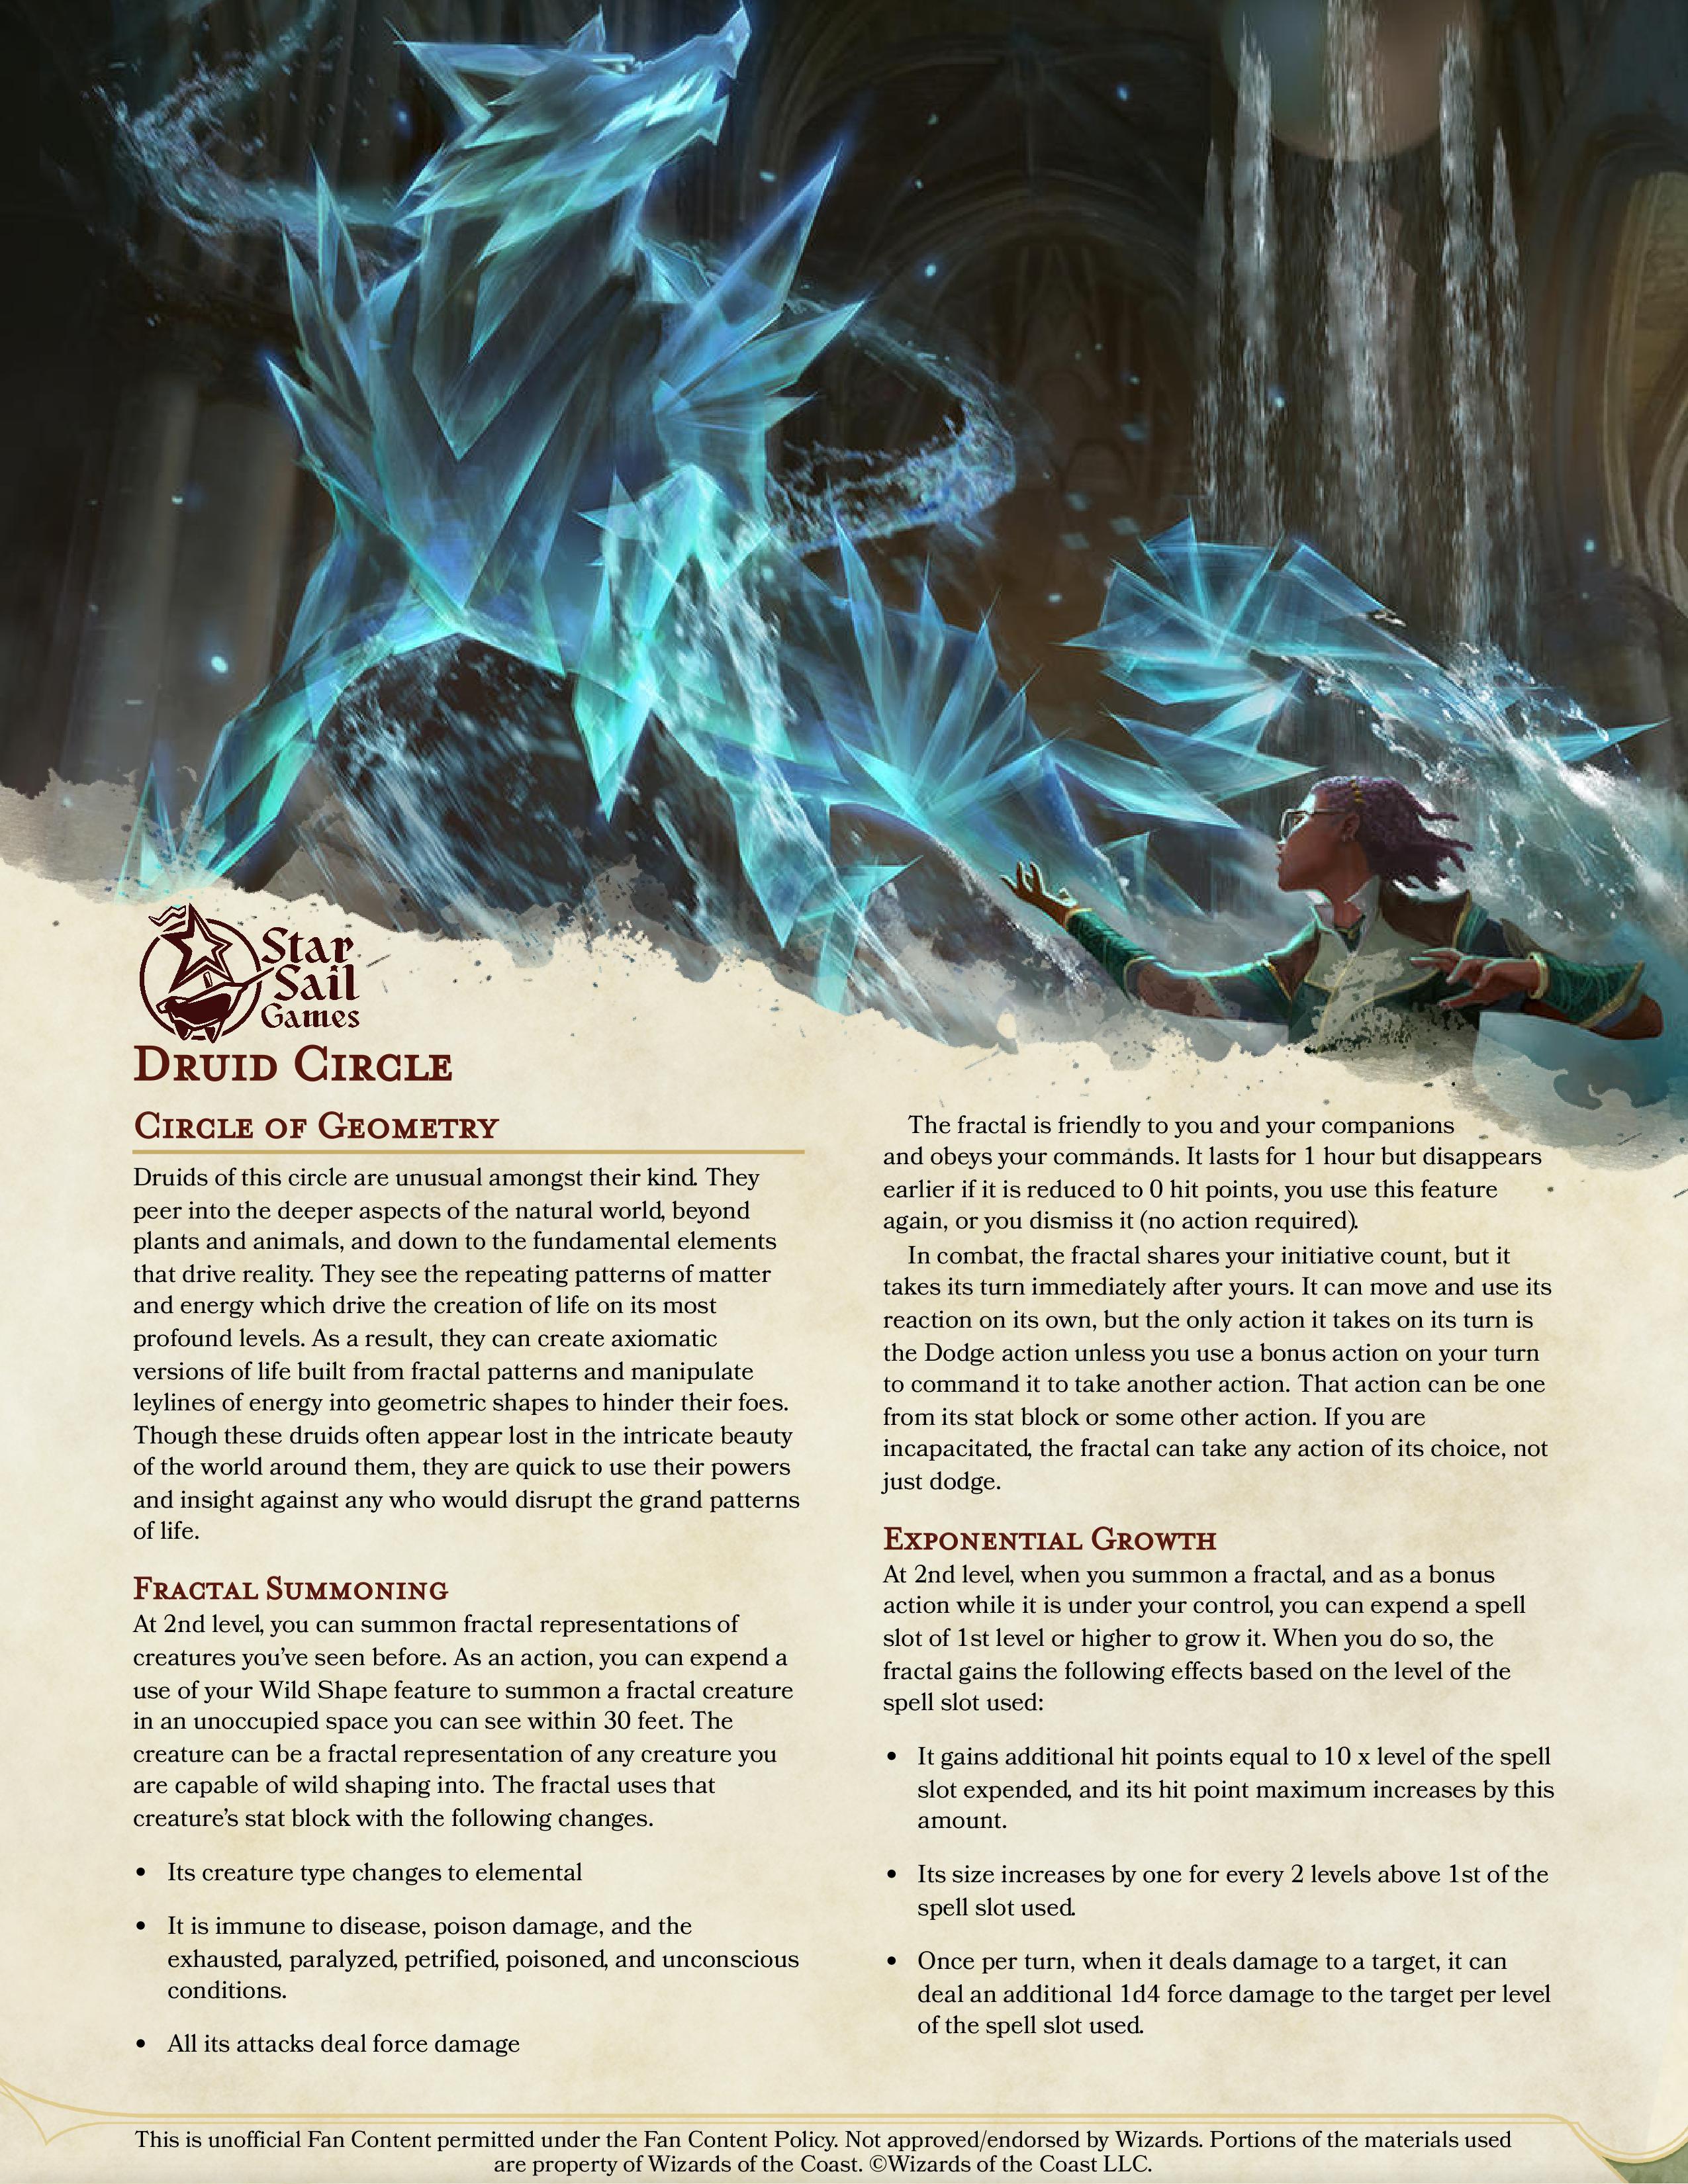 Star
Sail
Games
Druid Circle
Circle of Geometry
Druids of this circle are unusual amongst their kind. They
peer into the deeper aspects of the natural world, beyond
plants and animals, and down to the fundamental elements
that drive reality. They see the repeating patterns of matter
and energy which drive the creation of life on its most
profound levels. As a result, they can create axiomatic
versions of life built from fractal patterns and manipulate
leylines of energy into geometric shapes to hinder their foes.
Though these druids often appear lost in the intricate beauty
of the world around them, they are quick to use their powers
and insight against any who would disrupt the grand patterns
of life.
Fractal Summoning
At 2nd level, you can summon fractal representations of
creatures you've seen before. As an action, you can expend a
use of your Wild Shape feature to summon a fractal creature
in an unoccupied space you can see within 30 feet. The
creature can be a fractal representation of any creature you
are capable of wild shaping into. The fractal uses that
creature's stat block with the following changes.
• Its creature type changes to elemental
• It is immune to disease, poison damage, and the
exhausted, paralyzed, petrified, poisoned, and unconscious
conditions.
• All its attacks deal force damage
The fractal is friendly to you and your companions
and obeys your commands. It lasts for 1 hour but disappears
earlier if it is reduced to 0 hit points, you use this feature
again, or you dismiss it (no action required).
In combat, the fractal shares your initiative count, but it
takes its turn immediately after yours. It can move and use its
reaction on its own, but the only action it takes on its turn is
the Dodge action unless you use a bonus action on your turn
to command it to take another action. That action can be one
from its stat block or some other action. If you are
incapacitated, the fractal can take any action of its choice, not
just dodge.
Exponential Growth
At 2nd level, when you summon a fractal, and as a bonus
action while it is under your control, you can expend a spell
slot of 1st level or higher to grow it. When you do so, the
fractal gains the following effects based on the level of the
spell slot used:
• It gains additional hit points equal to 10 x level of the spell
slot expended, and its hit point maximum increases by this
amount.
• Its size increases by one for every 2 levels above 1st of the
spell slot used.
• Once per turn, when it deals damage to a target, it can
deal an additional 1d4 force damage to the target per level
of the spell slot used.
This is unofficial Fan Content permitted under the Fan Content Policy. Not approved/endorsed by Wizards. Portions of the materials used
are property of Wizards of the Coast. ©Wizards of the Coast LLC.